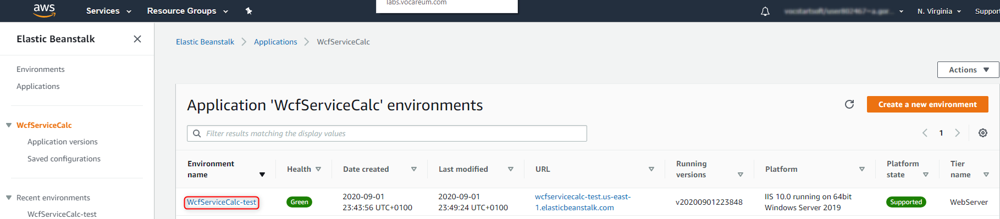 labs.vocareum.com
aws Services Resource Groups N. Virginia Suppor
Elastic Beanstalk
Elastic Beanstalk Applications WcfServiceCalc
Environments
Applications
Actions
Application 'WcfServiceCalc' environments
Create a new environment
WcfServiceCalc
Filter results matching the display values
1
Application versions
Saved configurations
Environment name
Health
Date created
Last modified
URL
Running versions
Platform
Platform state
Tier name
Recent environments
WcfServiceCalc-test
WcfServiceCalc-test
Green
2020-09-01
23:43:56 UTC+0100
2020-09-01
23:49:24 UTC+0100
wcfservicecalc-test.us-east-
1.elasticbeanstalk.com
v20200901223848
IIS 10.0 running on 64bit
Windows Server 2019
Supported
WebServer